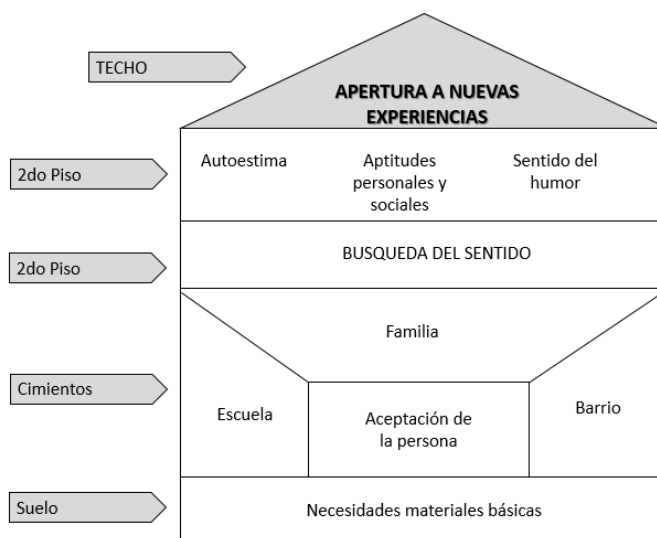 TECHO
APERTURA A NUEVAS
EXPERIENCIAS
2do Piso
Autoestima
Aptitudes
personales y
sociales
Sentido del
humor
2do Piso
BUSQUEDA DEL SENTIDO
Familia
Cimientos
Escuela
Aceptación de
la persona
Barrio
Suelo
Necesidades materiales básicas